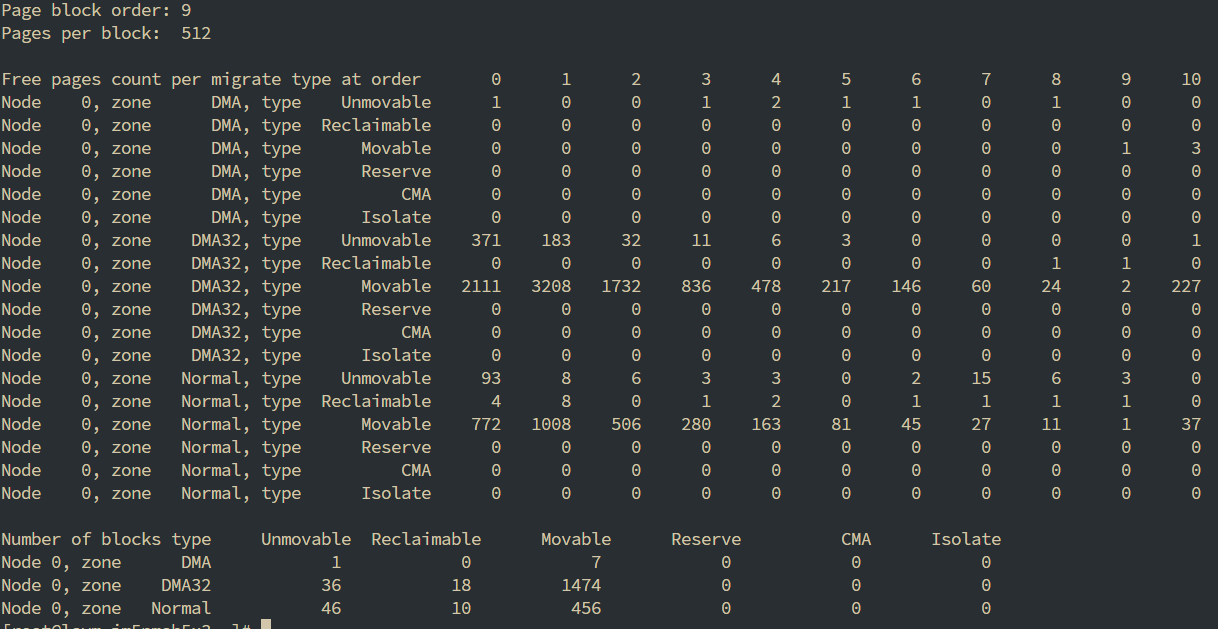 Page block order: 9
Pages per block:  512

Free pages count per migrate type at order       0      1      2      3      4      5      6      7      8      9     10
Node    0, zone      DMA, type    Unmovable      1      0      0      1      2      1      1      0      1      0      0
Node    0, zone      DMA, type  Reclaimable      0      0      0      0      0      0      0      0      0      0      0
Node    0, zone      DMA, type      Movable      0      0      0      0      0      0      0      0      0      1      3
Node    0, zone      DMA, type      Reserve      0      0      0      0      0      0      0      0      0      0      0
Node    0, zone      DMA, type          CMA      0      0      0      0      0      0      0      0      0      0      0
Node    0, zone      DMA, type      Isolate      0      0      0      0      0      0      0      0      0      0      0
Node    0, zone    DMA32, type    Unmovable    371    183     32     11      6      3      0      0      0      0      1
Node    0, zone    DMA32, type  Reclaimable      0      0      0      0      0      0      0      0      1      1      0
Node    0, zone    DMA32, type      Movable   2111   3208   1732    836    478    217    146     60     24      2    227
Node    0, zone    DMA32, type      Reserve      0      0      0      0      0      0      0      0      0      0      0
Node    0, zone    DMA32, type          CMA      0      0      0      0      0      0      0      0      0      0      0
Node    0, zone    DMA32, type      Isolate      0      0      0      0      0      0      0      0      0      0      0
Node    0, zone   Normal, type    Unmovable     93      8      6      3      3      0      2     15      6      3      0
Node    0, zone   Normal, type  Reclaimable      4      8      0      1      2      0      1      1      1      1      0
Node    0, zone   Normal, type      Movable    772   1008    506    280    163     81     45     27     11      1     37
Node    0, zone   Normal, type      Reserve      0      0      0      0      0      0      0      0      0      0      0
Node    0, zone   Normal, type          CMA      0      0      0      0      0      0      0      0      0      0      0
Node    0, zone   Normal, type      Isolate      0      0      0      0      0      0      0      0      0      0      0

Number of blocks type     Unmovable  Reclaimable      Movable      Reserve          CMA      Isolate
Node 0, zone      DMA            1            0            7            0            0            0
Node 0, zone    DMA32           36           18         1474            0            0            0
Node 0, zone   Normal           46           10          456            0            0            0